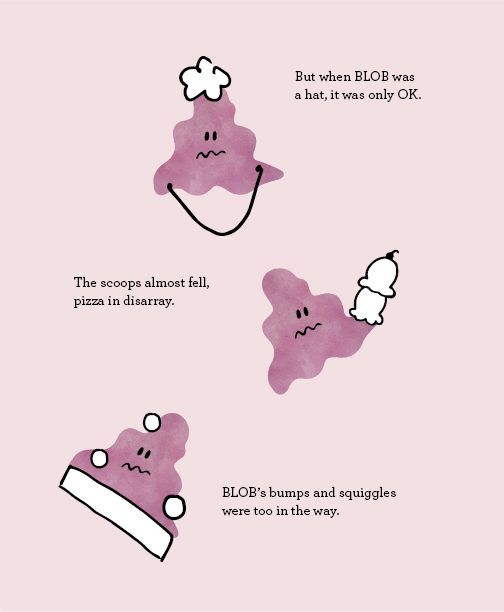 But when BLOB was
a hat, it was only OK.
The scoops almost fell,
pizza in disarray.
BLOB’s bumps and squiggles
were too in the way.